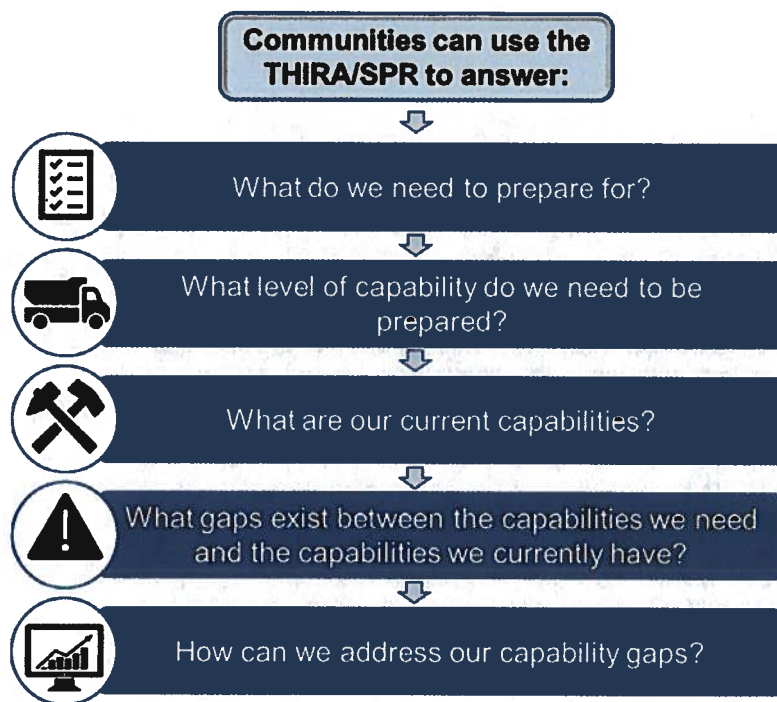 Communities can use the
THIRA/SPR to answer:
What do we need to prepare for?
What level of capability do we need to be
prepared?
What are our current capabilities?
What gaps exist between the capabilities we need
and the capabilities we currently have?
How can we address our capability gaps?